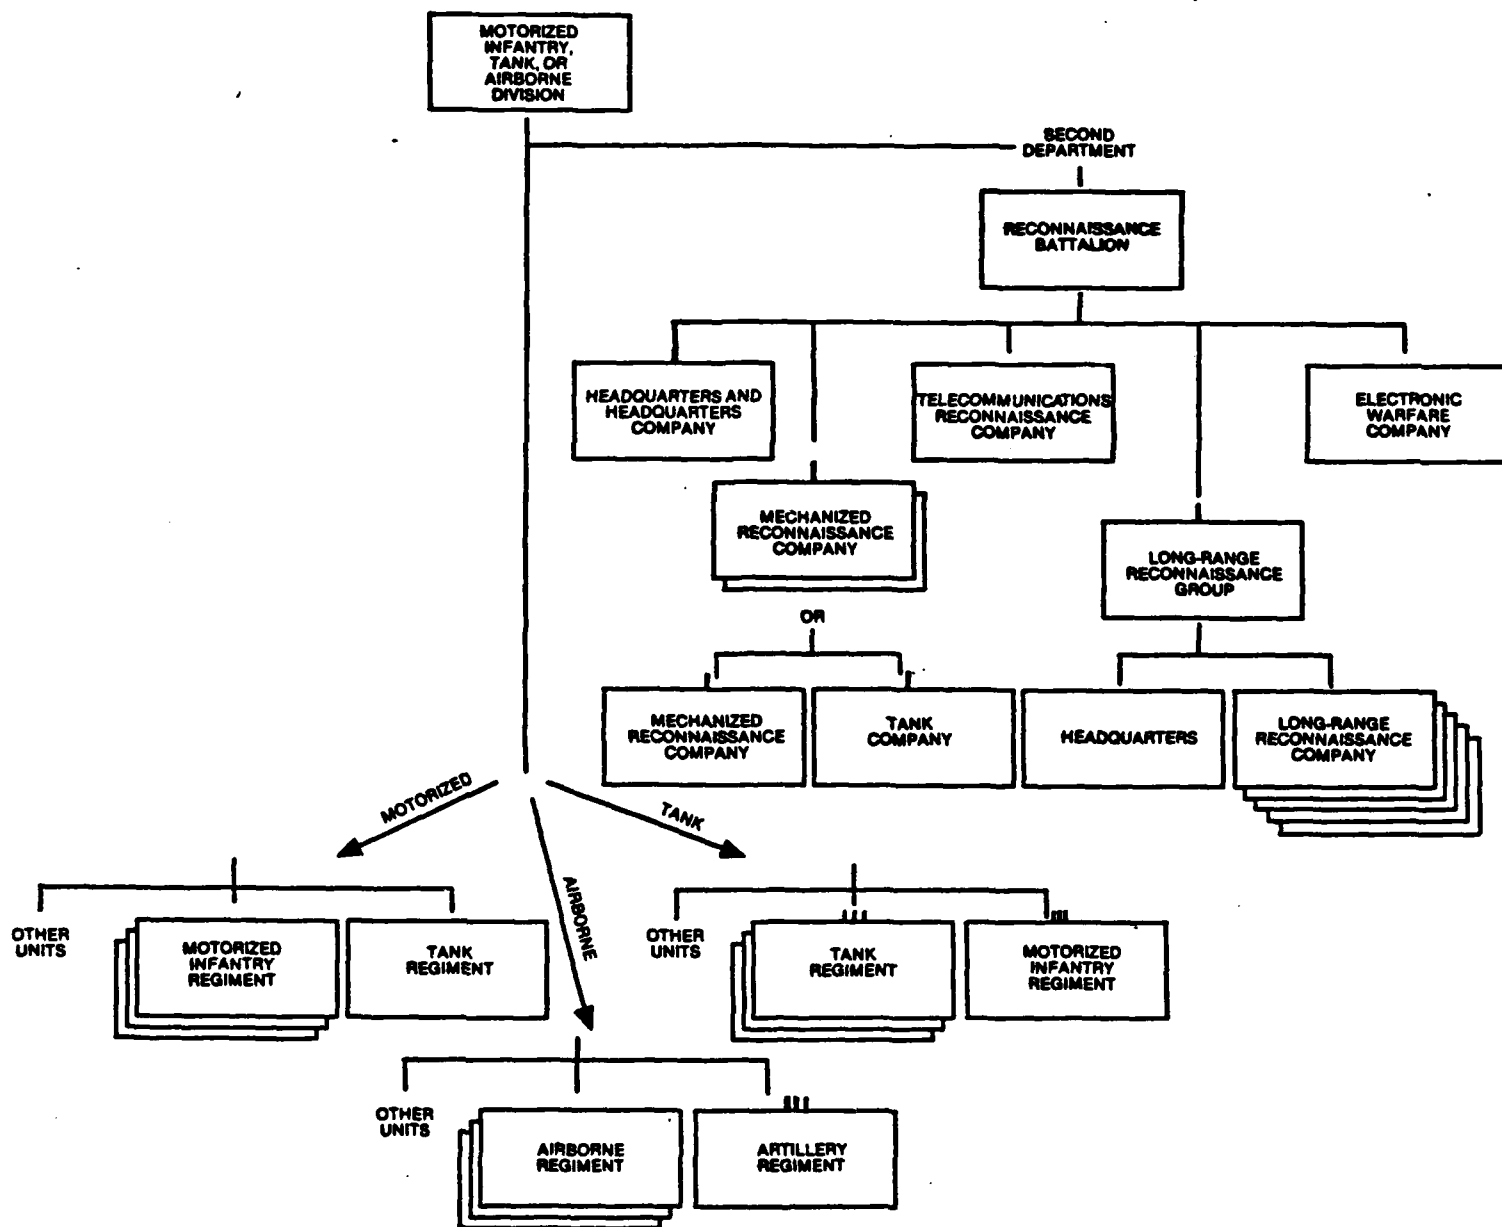 MOTORIZED
INFANTRY,
TANK, OR
AIRBORNE
DIVISION
SECOND
DEPARTMENT
RECONNAISSANCE
BATTALION
HEADQUARTERS AND
HEADQUARTERS
COMPANY
TELECOMMUNICATIONS
RECONNAISSANCE
COMPANY
ELECTRONIC
WARFARE
COMPANY
MECHANIZED
RECONNAISSANCE
COMPANY
LONG-RANGE
RECONNAISSANCE
GROUP
OR
MECHANIZED
RECONNAISSANCE
COMPANY
TANK
COMPANY
HEADQUARTERS
LONG-RANGE
RECONNAISSANCE
COMPANY
MOTORIZED
TANK
AIRBORNE
OTHER
UNITS
MOTORIZED
INFANTRY
REGIMENT
TANK
REGIMENT
OTHER
UNITS
TANK
REGIMENT
MOTORIZED
INFANTRY
REGIMENT
OTHER
UNITS
AIRBORNE
REGIMENT
ARTILLERY
REGIMENT